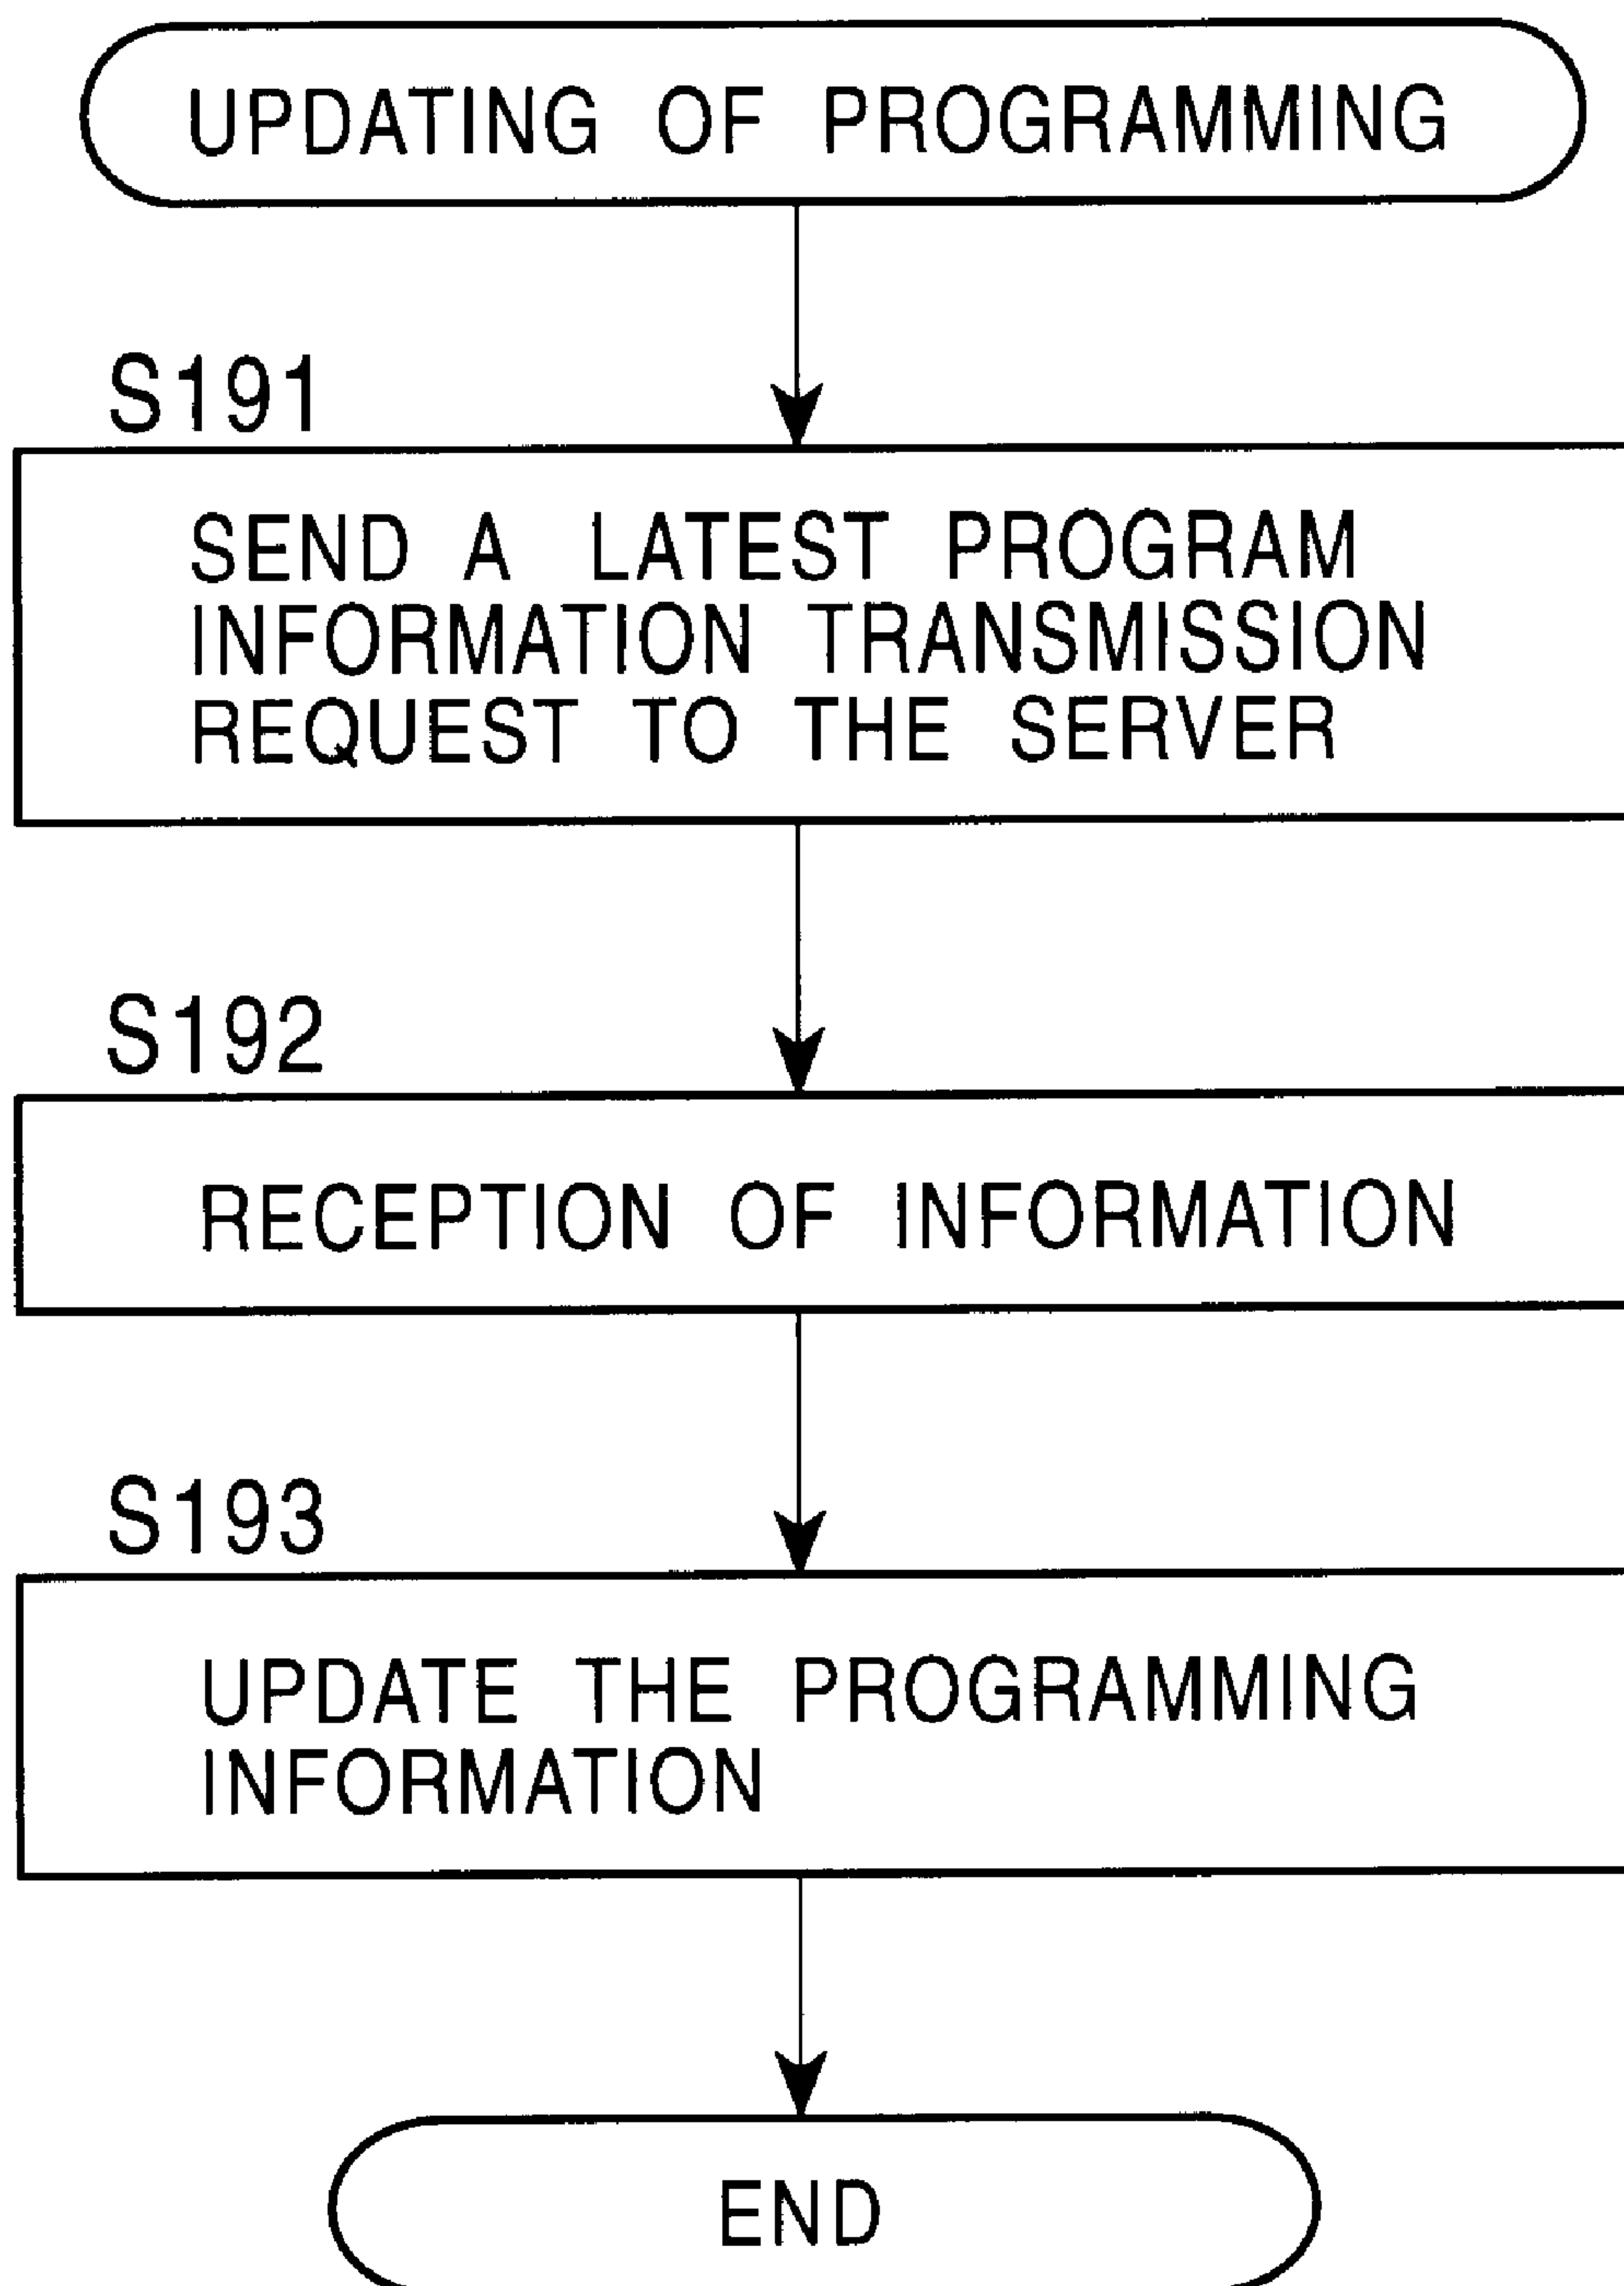 UPDATING OF PROGRAMMING
S191
SEND A LATEST PROGRAM
INFORMATION TRANSMISSION
REQUEST TO THE SERVER
S192
RECEPTION OF INFORMATION
S193
UPDATE THE PROGRAMMING
INFORMATION
END